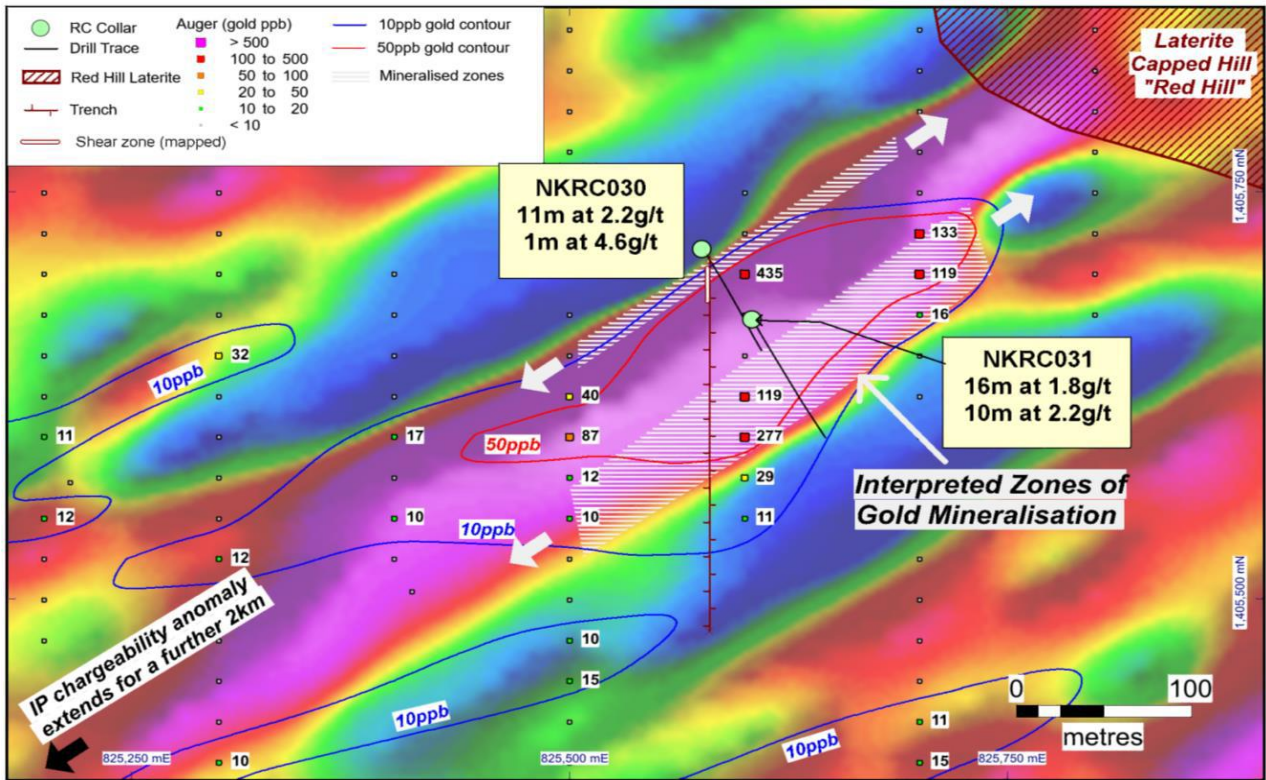 RC Collar
Drill Trace
Red Hill Laterite
Trench
Shear zone (mapped)
Auger (gold ppb)
> 500
100 to 500
50 to 100
20 to 50
10 to 20
< 10
10ppb gold contour
50ppb gold contour
Mineralised zones
Laterite
Capped Hill
"Red Hill"
1,405,750 mN
NKRC030
11m at 2.2g/t
1m at 4.6g/t
133
435
119
16
32
10ppb
NKRC031
16m at 1.8g/t
10m at 2.2g/t
40
119
11
17
87
50ppb
277
12
29
Interpreted Zones of
Gold Mineralisation
12
10
10
11
10ppb
12
IP chargeability anomaly
extends for a further 2km
1,405,500 mN
10
15
10ppb
0 100
metres
11
10ppb
825,250 mE
10
825,500 mE
825,750 mE
15